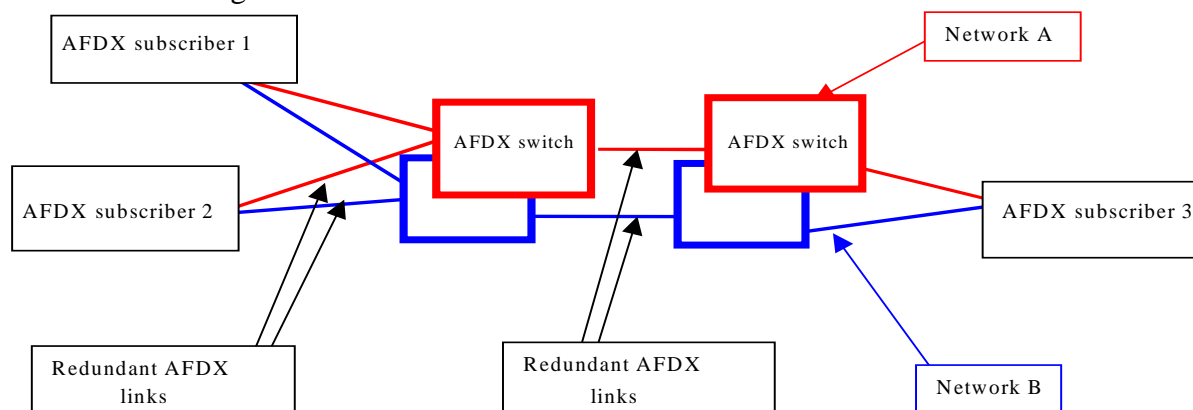 AFDX subscriber 1
Network A
AFDX switch
AFDX switch
AFDX subscriber 2
AFDX subscriber 3
Redundant AFDX
links
Redundant AFDX
links
Network B